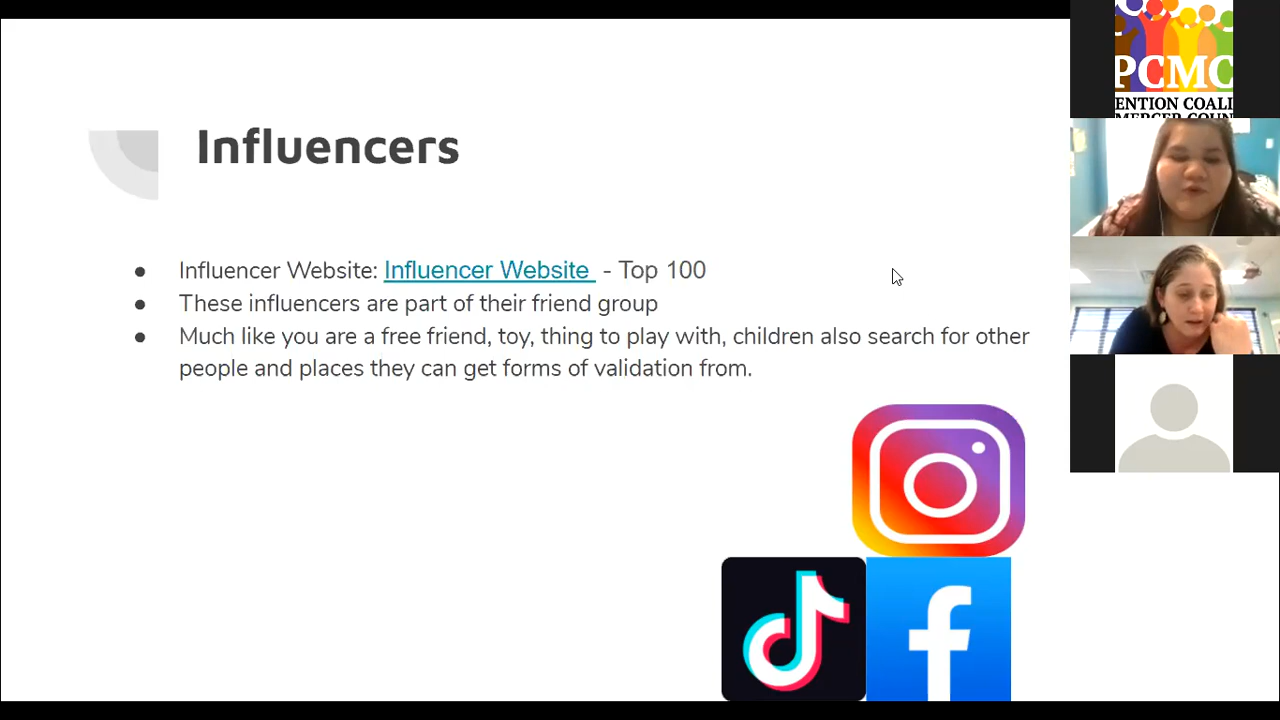 Influencers
● Influencer Website: Influencer Website - Top 100
● These influencers are part of their friend group
● Much like you are a free friend, toy, thing to play with, children also search for other
people and places they can get forms of validation from.
PCMC
ENTION COALI
MERCER COUN